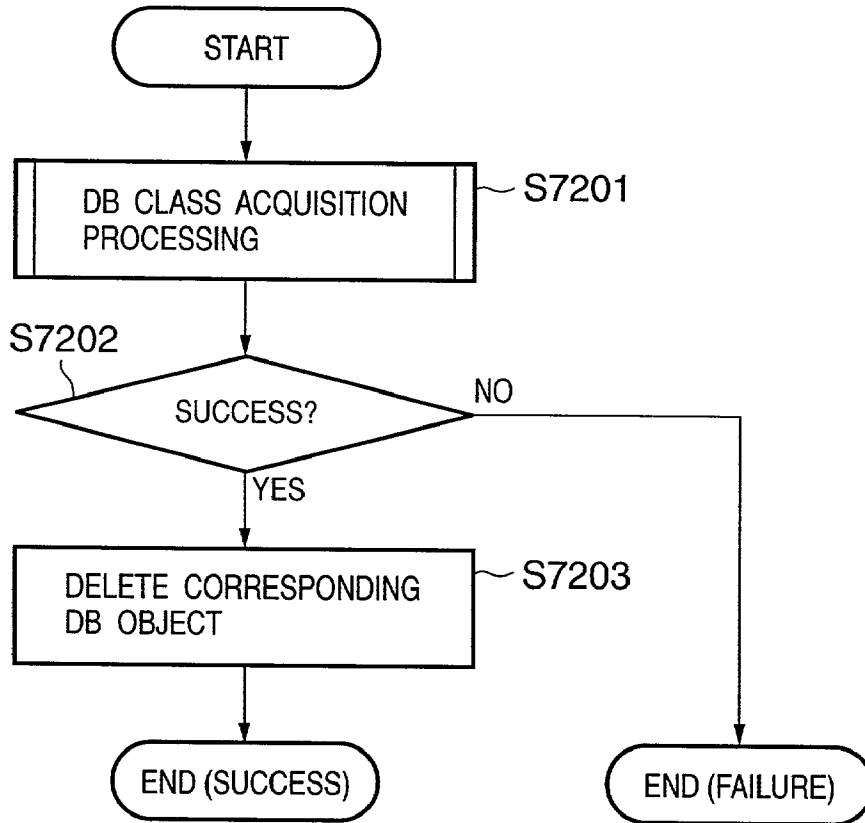 START
DB CLASS ACQUISITION
PROCESSING
S7201
S7202
SUCCESS?
NO
YES
DELETE CORRESPONDING
DB OBJECT
S7203
END (SUCCESS)
END (FAILURE)